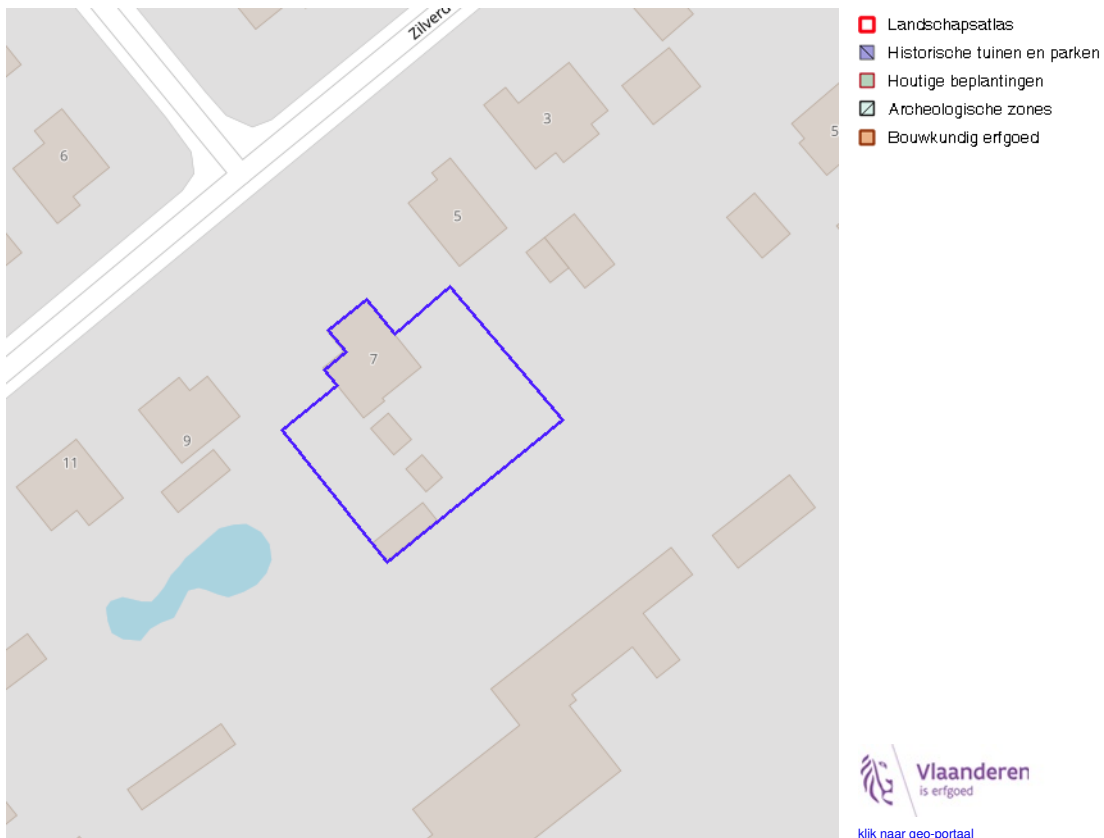 Zilverd
3
5
5
6
7
9
11
Landschapsatlas
Historische tuinen en parken
Houtige beplantingen
Archeologische zones
Bouwkundig erfgoed
Vlaanderen
is erfgoed
klik naar geo-portaal